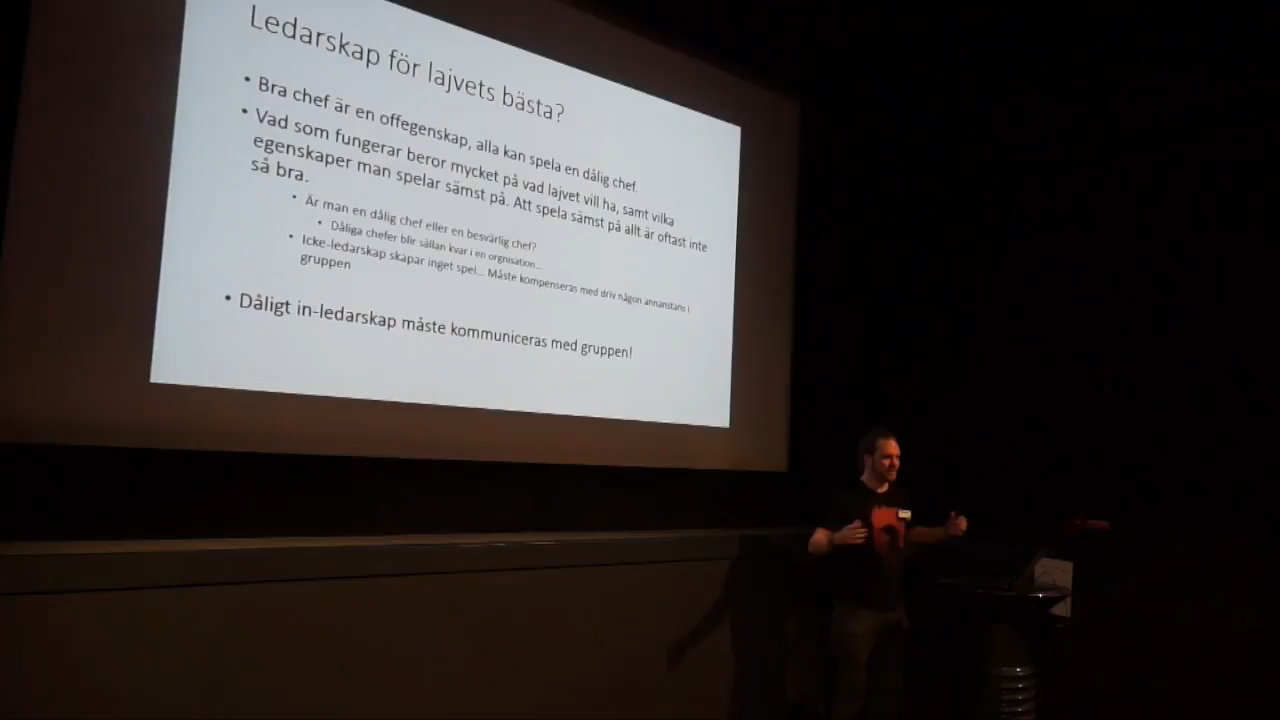 Ledarskap för lajvets bästa?
• Bra chef är en offegenskap, alla kan spela en dålig chef.
• Vad som fungerar beror mycket på vad lajvet vill ha, samt vilka
egenskaper man spelar sämst på. Att spela sämst på allt är oftast inte
så bra.
• Är man en dålig chef eller en besvärlig chef?
• Dåliga chefer blir sällan kvar i en orgnisation...
• Icke-ledarskap skapar inget spel... Måste kompenseras med driv någon annanstans i
gruppen
• Dåligt in-ledarskap måste kommuniceras med gruppen!